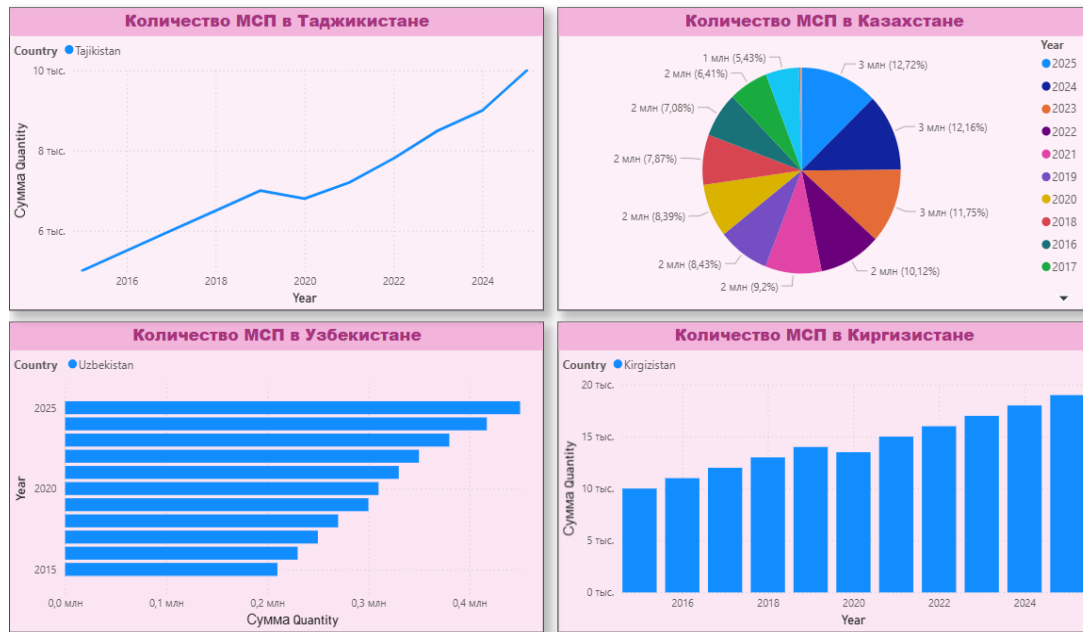 Количество МСП в Таджикистане
Country Tajikistan
10 тыс.
8 тыс.
6 тыс.
Сумма Quantity
2016 2018 2020 2022 2024
Year
Количество МСП в Казахстане
1 млн (5,43%)
2 млн (6,41%)
2 млн (7,08%)
2 млн (7,87%)
2 млн (8,39%)
2 млн (8,43%)
2 млн (9,2%)
3 млн (12,72%)
3 млн (12,16%)
3 млн (11,75%)
2 млн (10,12%)
Year
2025
2024
2023
2022
2021
2019
2020
2018
2016
2017
Количество МСП в Узбекистане
Country Uzbekistan
2025
2020
2015
Year
0,0 млн 0,1 млн 0,2 млн 0,3 млн 0,4 млн
Сумма Quantity
Количество МСП в Киргизистане
Country Kirgizistan
20 тыс.
15 тыс.
10 тыс.
5 тыс.
0 тыс.
Сумма Quantity
2016 2018 2020 2022 2024
Year